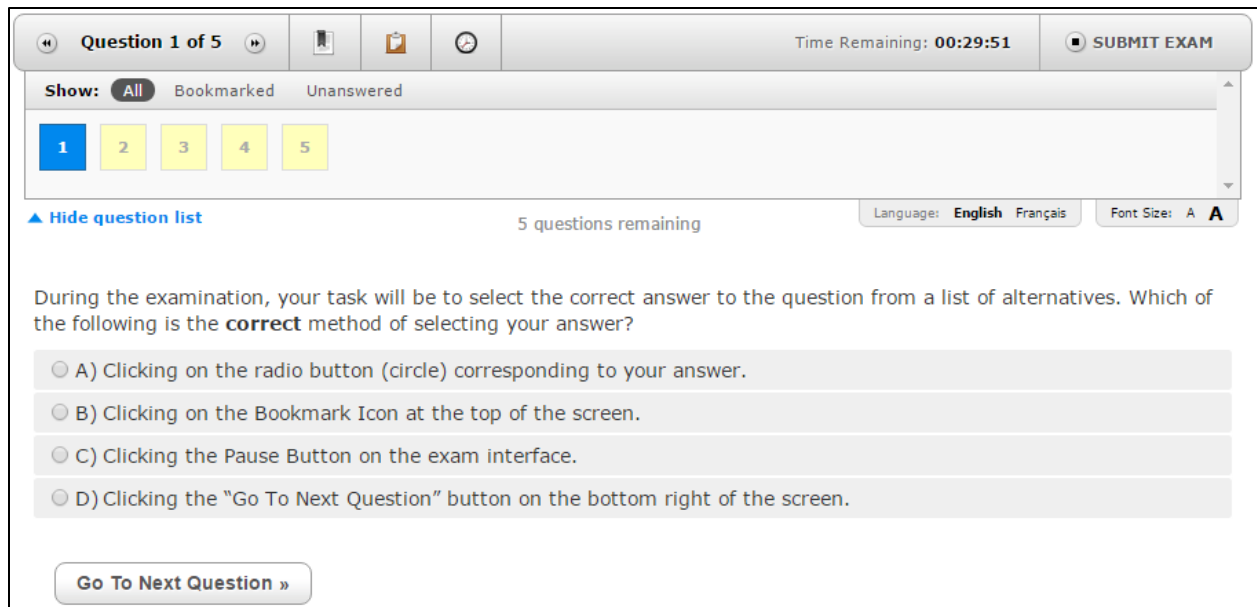 Question 1 of 5 Time Remaining: 00:29:51 SUBMIT EXAM
Show: All Bookmarked Unanswered
1 2 3 4 5
Hide question list 5 questions remaining Language: English Français Font Size: A A
During the examination, your task will be to select the correct answer to the question from a list of alternatives. Which of
the following is the correct method of selecting your answer?
A) Clicking on the radio button (circle) corresponding to your answer.
B) Clicking on the Bookmark Icon at the top of the screen.
C) Clicking the Pause Button on the exam interface.
D) Clicking the “Go To Next Question” button on the bottom right of the screen.
Go To Next Question »